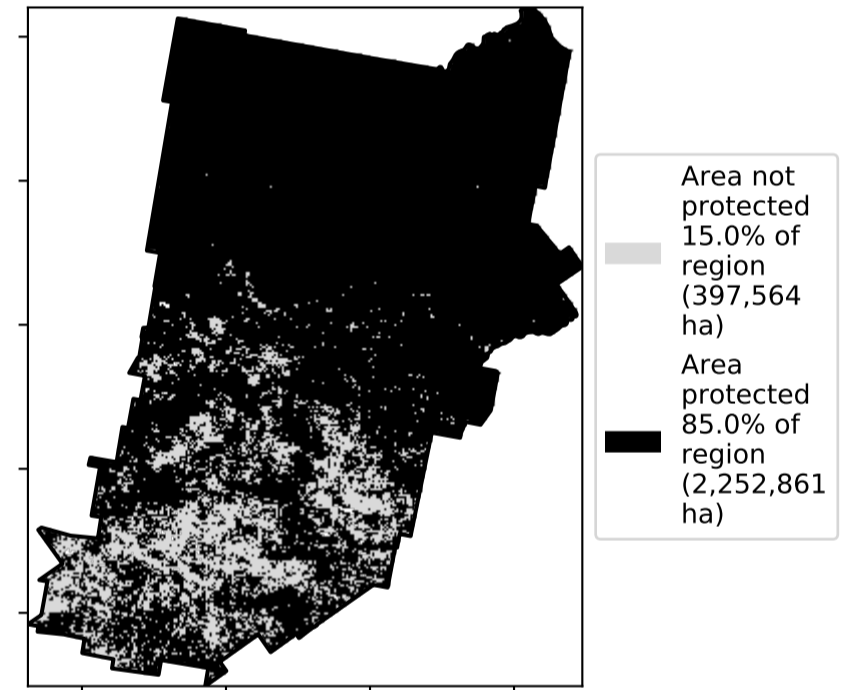 Area not
protected
15.0% of
region
(397,564
ha)
Area
protected
85.0% of
region
(2,252,861
ha)